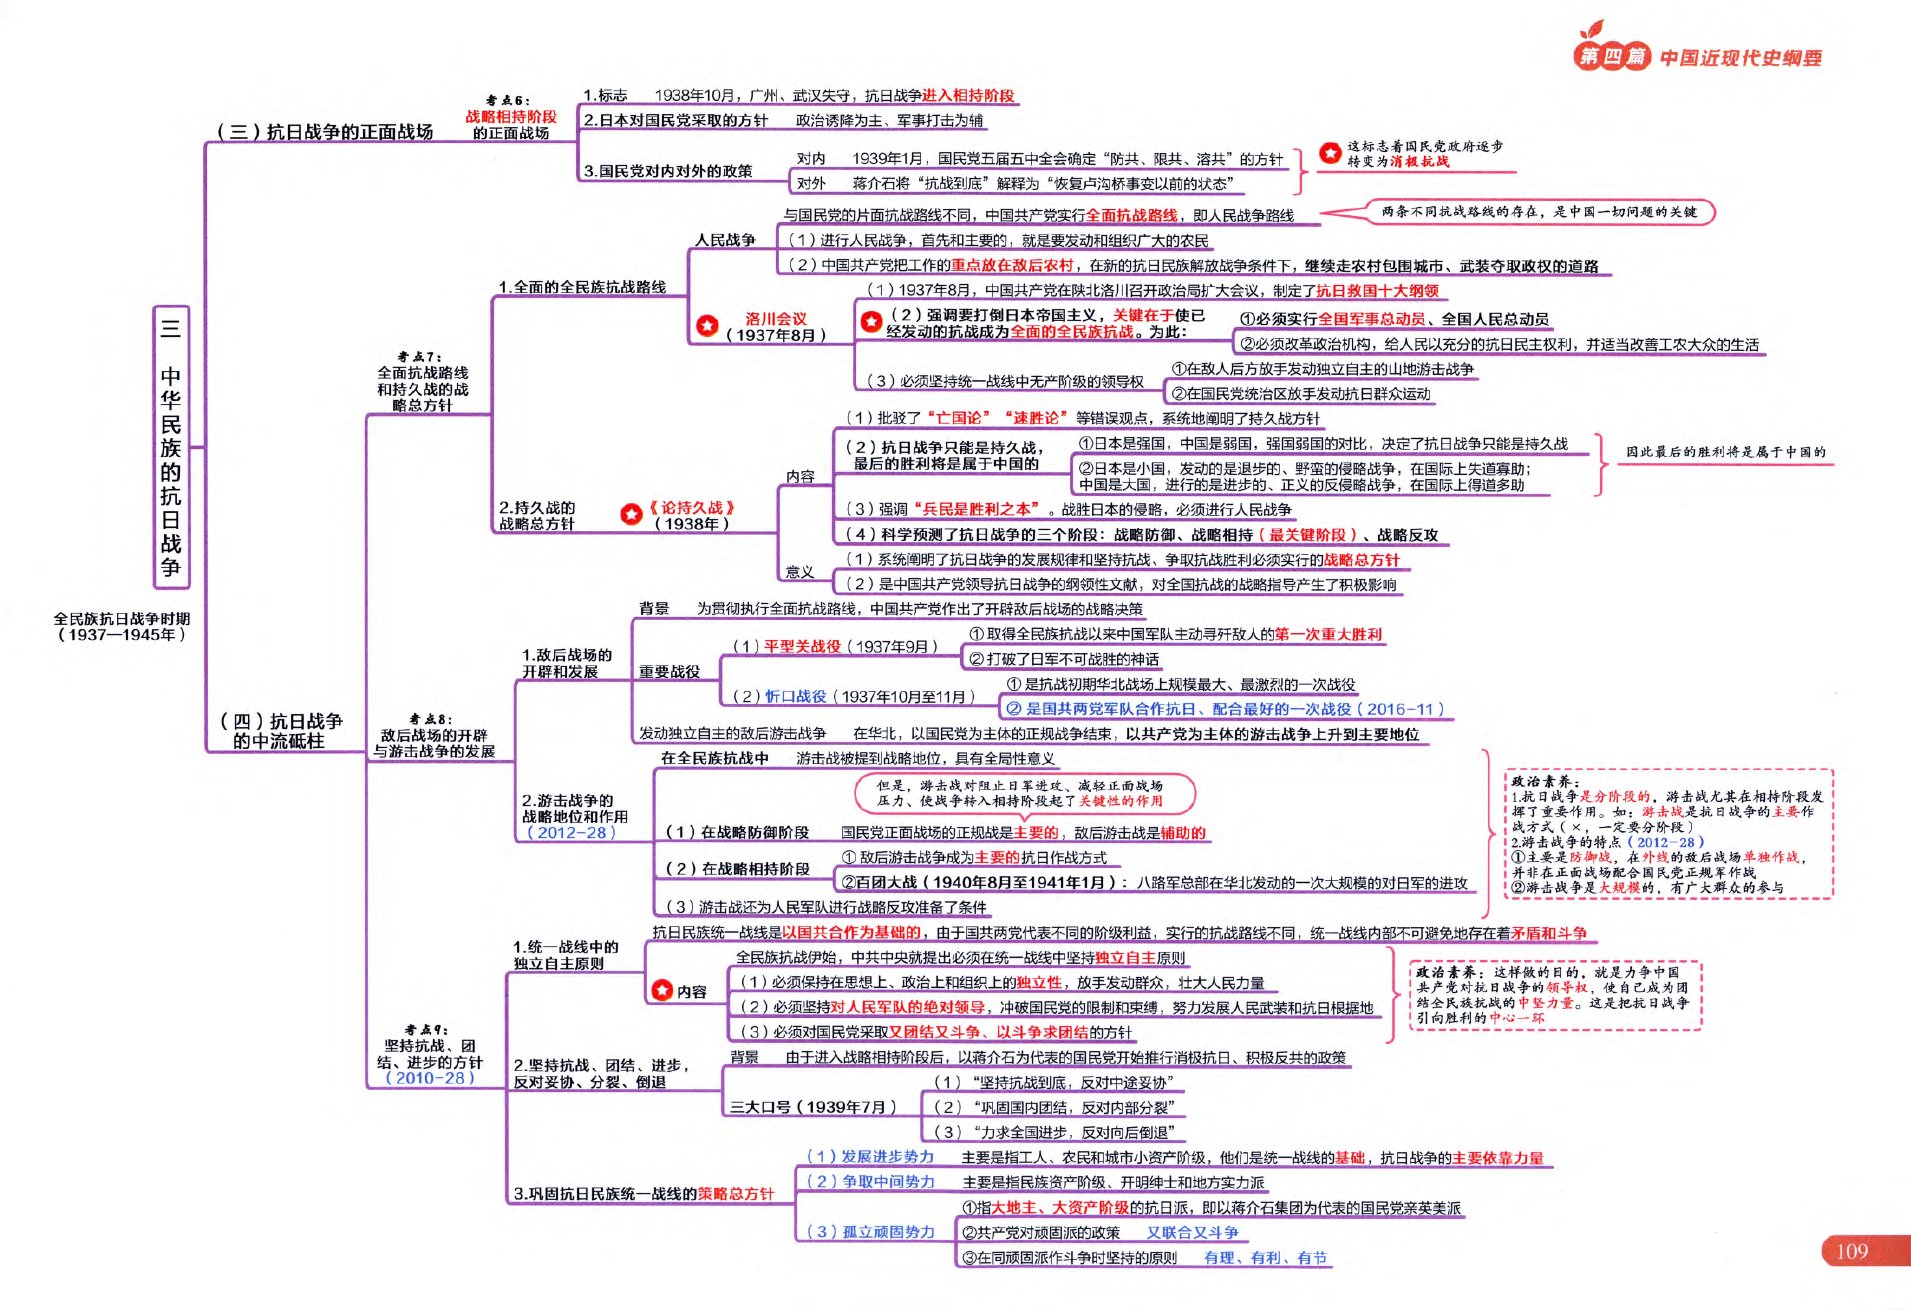 第四篇 中国近现代史纲要
三 中华民族的抗日战争
全民族抗日战争时期
（1937—1945年）
（三）抗日战争的正面战场
考点6：
战略相持阶段
的正面战场
1.标志 1938年10月，广州、武汉失守，抗日战争进入相持阶段
2.日本对国民党采取的方针 政治诱降为主、军事打击为辅
3.国民党对内对外的政策
对内 1939年1月，国民党五届五中全会确定“防共、限共、溶共”的方针
对外 蒋介石将“抗战到底”解释为“恢复卢沟桥事变以前的状态”
这标志着国民党政府逐步
转变为消极抗战
（四）抗日战争
的中流砥柱
考点7：
全面抗战路线
和持久战的战
略总方针
1.全面的全民族抗战路线
人民战争
与国民党的片面抗战路线不同，中国共产党实行全面抗战路线，即人民战争路线
两条不同抗战路线的存在，是中国一切问题的关键
（1）进行人民战争，首先和主要的，就是要发动和组织广大的农民
（2）中国共产党把工作的重点放在敌后农村，在新的抗日民族解放战争条件下，继续走农村包围城市、武装夺取政权的道路
洛川会议
（1937年8月）
（1）1937年8月，中国共产党在陕北洛川召开政治局扩大会议，制定了抗日救国十大纲领
（2）强调要打倒日本帝国主义，关键在于使已
经发动的抗战成为全面的全民族抗战。为此：
①必须实行全国军事总动员、全国人民总动员
②必须改革政治机构，给人民以充分的抗日民主权利，并适当改善工农大众的生活
（3）必须坚持统一战线中无产阶级的领导权
①在敌人后方放手发动独立自主的山地游击战争
②在国民党统治区放手发动抗日群众运动
2.持久战的
战略总方针
《论持久战》
（1938年）
内容
（1）批驳了“亡国论”“速胜论”等错误观点，系统地阐明了持久战方针
（2）抗日战争只能是持久战，
最后的胜利将是属于中国的
①日本是强国，中国是弱国，强国弱国的对比，决定了抗日战争只能是持久战
②日本是小国，发动的是退步的、野蛮的侵略战争，在国际上失道寡助；
中国是大国，进行的是进步的、正义的反侵略战争，在国际上得道多助
因此最后的胜利将是属于中国的
（3）强调“兵民是胜利之本”。战胜日本的侵略，必须进行人民战争
（4）科学预测了抗日战争的三个阶段：战略防御、战略相持（最关键阶段）、战略反攻
意义
（1）系统阐明了抗日战争的发展规律和坚持抗战、争取抗战胜利必须实行的战略总方针
（2）是中国共产党领导抗日战争的纲领性文献，对全国抗战的战略指导产生了积极影响
考点8：
敌后战场的开辟
与游击战争的发展
1.敌后战场的
开辟和发展
背景 为贯彻执行全面抗战路线，中国共产党作出了开辟敌后战场的战略决策
重要战役
（1）平型关战役（1937年9月）
①取得全民族抗战以来中国军队主动寻歼敌人的第一次重大胜利
②打破了日军不可战胜的神话
（2）忻口战役（1937年10月至11月）
①是抗战初期华北战场上规模最大、最激烈的一次战役
②是国共两党军队合作抗日、配合最好的一次战役（2016-11）
发动独立自主的敌后游击战争 在华北，以国民党为主体的正规战争结束，以共产党为主体的游击战争上升到主要地位
2.游击战争的
战略地位和作用
（2012-28）
在全民族抗战中 游击战被提到战略地位，具有全局性意义
但是，游击战对阻止日军进攻、减轻正面战场
压力、使战争转入相持阶段起了关键性的作用
（1）在战略防御阶段 国民党正面战场的正规战是主要的，敌后游击战是辅助的
（2）在战略相持阶段
①敌后游击战争成为主要的抗日作战方式
②百团大战（1940年8月至1941年1月）：八路军总部在华北发动的一次大规模的对日军的进攻
（3）游击战还为人民军队进行战略反攻准备了条件
政治素养：
1.抗日战争是分阶段的，游击战尤其在相持阶段发
挥了重要作用。如：游击战是抗日战争的主要作
战方式（×，一定要分阶段）
2.游击战争的特点（2012-28）
①主要是防御战，在外线的敌后战场单独作战，
并非在正面战场配合国民党正规军作战
②游击战争是大规模的，有广大群众的参与
考点9：
坚持抗战、团
结、进步的方针
（2010-28）
1.统一战线中的
独立自主原则
抗日民族统一战线是以国共合作为基础的，由于国共两党代表不同的阶级利益，实行的抗战路线不同，统一战线内部不可避免地存在着矛盾和斗争
内容
全民族抗战伊始，中共中央就提出必须在统一战线中坚持独立自主原则
（1）必须保持在思想上、政治上和组织上的独立性，放手发动群众，壮大人民力量
（2）必须坚持对人民军队的绝对领导，冲破国民党的限制和束缚，努力发展人民武装和抗日根据地
（3）必须对国民党采取又团结又斗争、以斗争求团结的方针
政治素养：这样做的目的，就是力争中国
共产党对抗日战争的领导权，使自己成为团
结全民族抗战的中坚力量。这是把抗日战争
引向胜利的中心一环
2.坚持抗战、团结、进步，
反对妥协、分裂、倒退
背景 由于进入战略相持阶段后，以蒋介石为代表的国民党开始推行消极抗日、积极反共的政策
三大口号（1939年7月）
（1）“坚持抗战到底，反对中途妥协”
（2）“巩固国内团结，反对内部分裂”
（3）“力求全国进步，反对向后倒退”
3.巩固抗日民族统一战线的策略总方针
（1）发展进步势力 主要是指工人、农民和城市小资产阶级，他们是统一战线的基础，抗日战争的主要依靠力量
（2）争取中间势力 主要是指民族资产阶级、开明绅士和地方实力派
（3）孤立顽固势力
①指大地主、大资产阶级的抗日派，即以蒋介石集团为代表的国民党亲英美派
②共产党对顽固派的政策 又联合又斗争
③在同顽固派作斗争时坚持的原则 有理、有利、有节
109